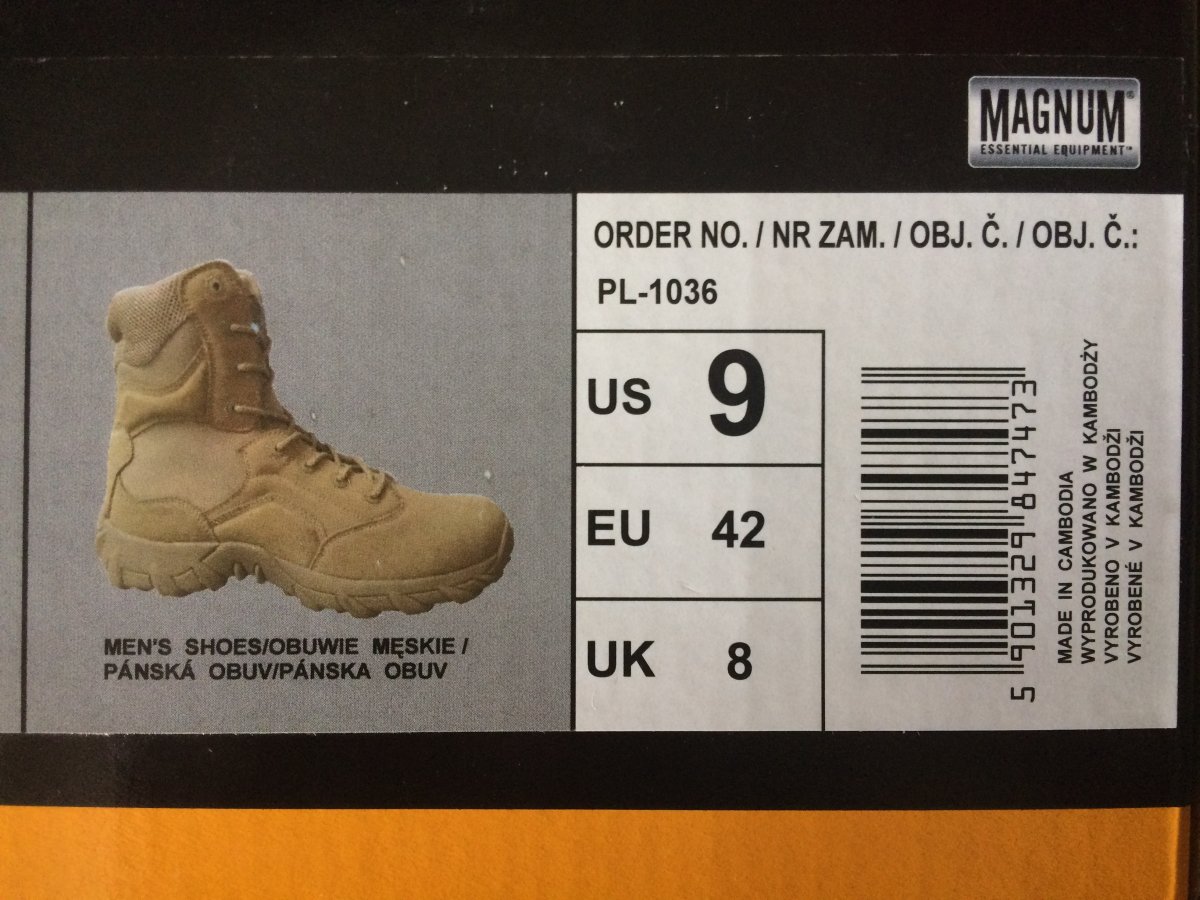 MAGNUM®
ESSENTIAL EQUIPMENT™
ORDER NO. / NR ZAM. / OBJ. Č. / OBJ. Č.:
PL-1036
US 9
EU 42
UK 8
MEN'S SHOES/OBUWIE MĘSKIE /
PÁNSKÁ OBUV/PÁNSKA OBUV
5 901329 847473
MADE IN CAMBODIA
WYPRODUKOWANO W KAMBODŻY
VYROBENO V KAMBODŽI
VYROBENÉ V KAMBODŽI